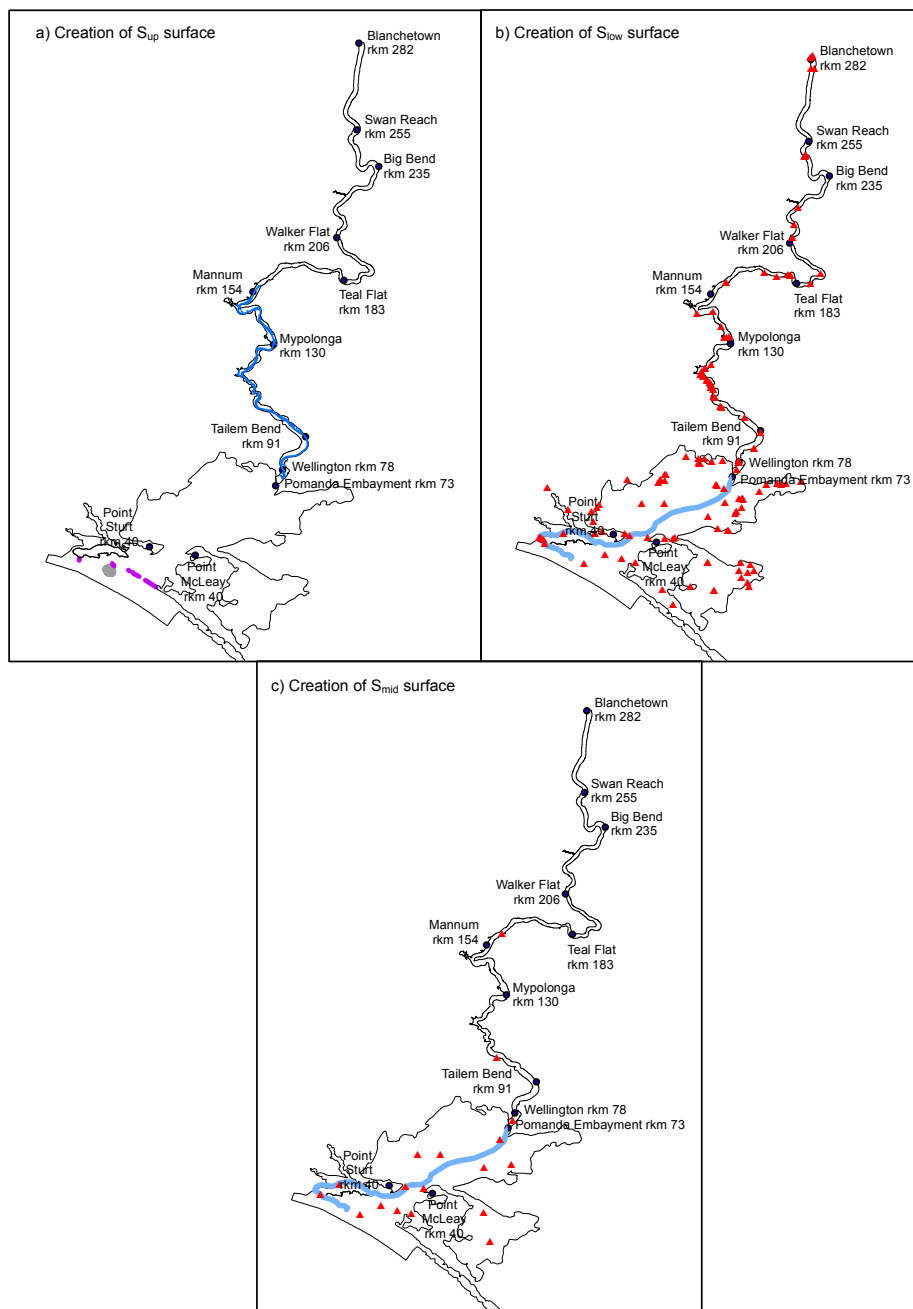 a) Creation of Sup surface
Blanchetown
rkm 282
Swan Reach
rkm 255
Big Bend
rkm 235
Walker Flat
rkm 206
Mannum
rkm 154
Teal Flat
rkm 183
Mypolonga
rkm 130
Tailem Bend
rkm 91
Wellington rkm 78
Pomanda Embayment rkm 73
Point
Sturt
rkm 40
Point
McLeay
rkm 40
b) Creation of Slow surface
Blanchetown
rkm 282
Swan Reach
rkm 255
Big Bend
rkm 235
Walker Flat
rkm 206
Mannum
rkm 154
Teal Flat
rkm 183
Mypolonga
rkm 130
Tailem Bend
rkm 91
Wellington rkm 78
Pomanda Embayment rkm 73
Point
Sturt
rkm 40
Point
McLeay
rkm 40
c) Creation of Smid surface
Blanchetown
rkm 282
Swan Reach
rkm 255
Big Bend
rkm 235
Walker Flat
rkm 206
Mannum
rkm 154
Teal Flat
rkm 183
Mypolonga
rkm 130
Tailem Bend
rkm 91
Wellington rkm 78
Pomanda Embayment rkm 73
Point
Sturt
rkm 40
Point
McLeay
rkm 40